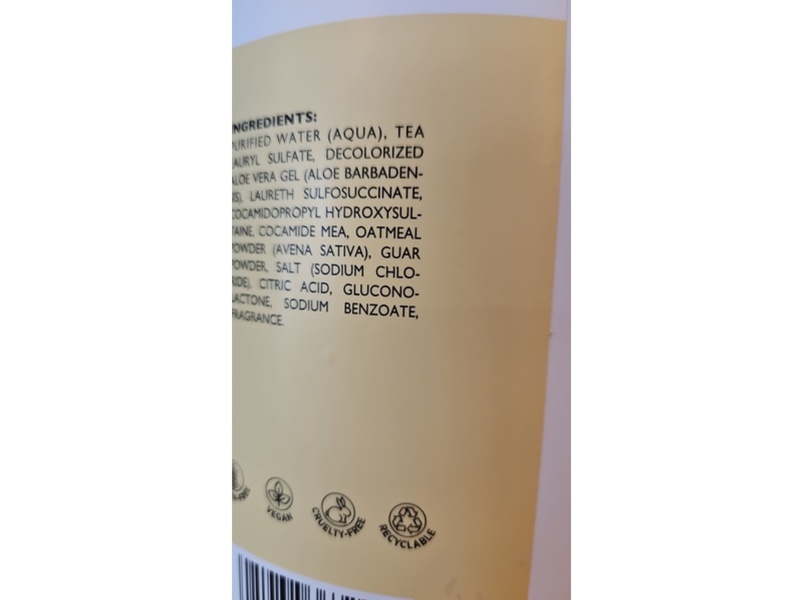 INGREDIENTS:
PURIFIED WATER (AQUA), TEA
LAURYL SULFATE, DECOLORIZED
ALOE VERA GEL (ALOE BARBADEN-
SIS), LAURETH SULFOSUCCINATE,
COCAMIDOPROPYL HYDROXYSUL-
TAINE, COCAMIDE MEA, OATMEAL
POWDER (AVENA SATIVA), GUAR
POWDER, SALT (SODIUM CHLO-
RIDE), CITRIC ACID, GLUCONO-
LACTONE, SODIUM BENZOATE,
FRAGRANCE.
VEGAN
CRUELTY-FREE
RECYCLABLE